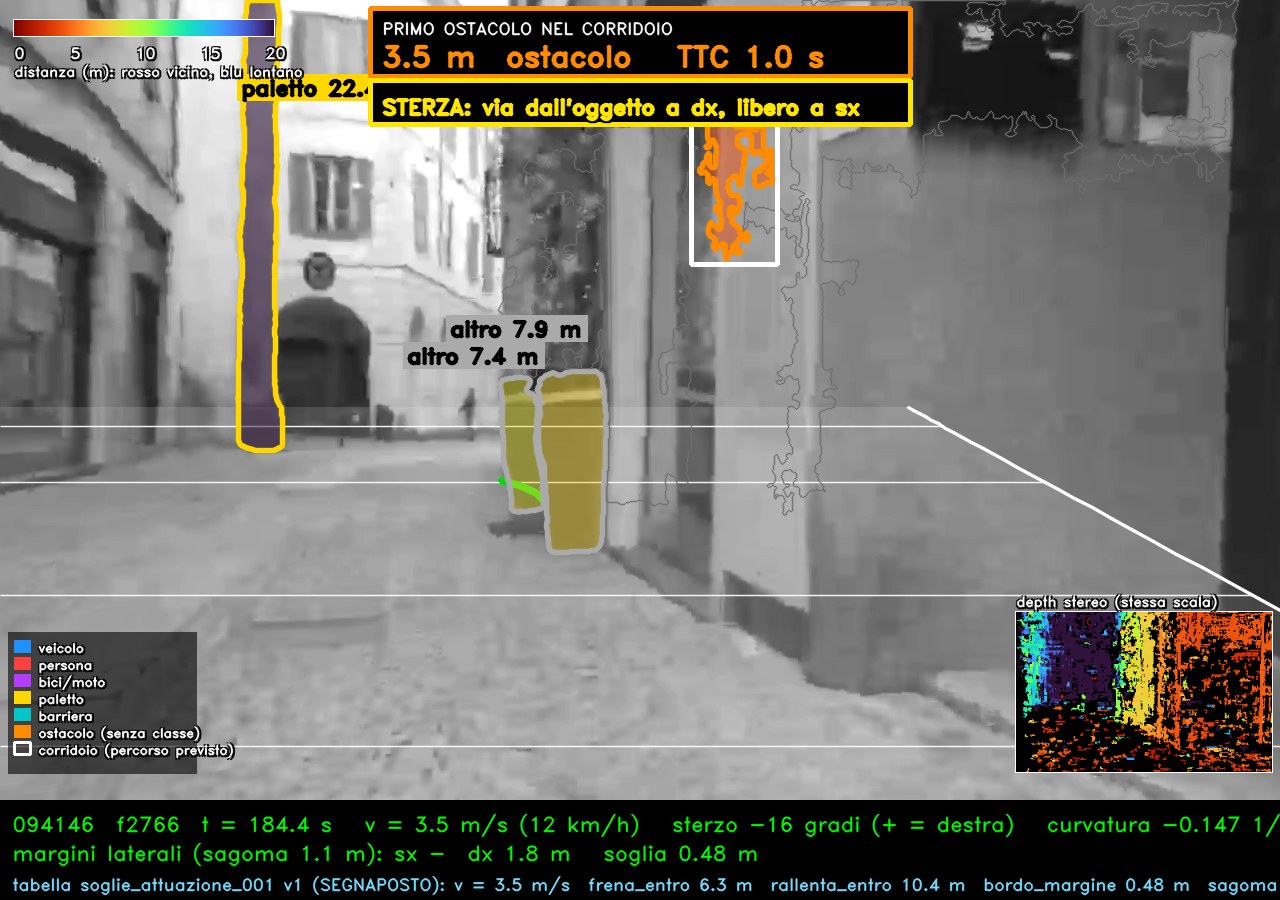 PRIMO OSTACOLO NEL CORRIDOIO
3.5 m ostacolo TTC 1.0 s
STERZA: via dall'oggetto a dx, libero a sx
0 5 10 15 20
distanza (m): rosso vicino, blu lontano
paletto 22.4
altro 7.9 m
altro 7.4 m
depth stereo (stessa scala)
veicolo
persona
bici/moto
paletto
barriera
ostacolo (senza classe)
corridoio (percorso previsto)
094146 f2766 t = 184.4 s v = 3.5 m/s (12 km/h) sterzo -16 gradi (+ = destra) curvatura -0.147 1/
margini laterali (sagoma 1.1 m): sx - dx 1.8 m soglia 0.48 m
tabella soglie_attuazione_001 v1 (SEGNAPOSTO): v = 3.5 m/s frena_entro 6.3 m rallenta_entro 10.4 m bordo_margine 0.48 m sagoma